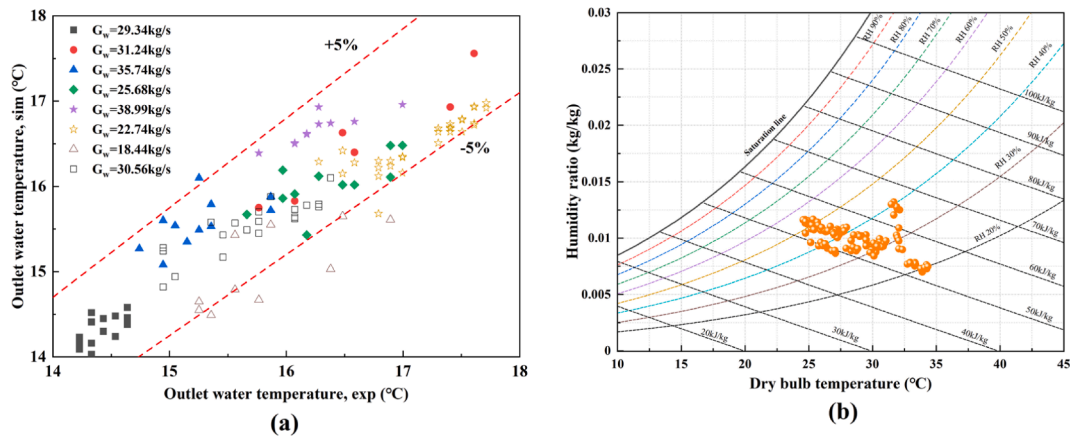 18
17
16
15
14
14
15
16
17
18
Outlet water temperature, sim (℃)
Outlet water temperature, exp (℃)
Gw=29.34kg/s
Gw=31.24kg/s
Gw=35.74kg/s
Gw=25.68kg/s
Gw=38.99kg/s
Gw=22.74kg/s
Gw=18.44kg/s
Gw=30.56kg/s
+5%
-5%
(a)
0.03
0.025
0.02
0.015
0.01
0.005
0
10
15
20
25
30
35
40
45
Humidity ratio (kg/kg)
Dry bulb temperature (℃)
Saturation line
RH 90%
RH 80%
RH 70%
RH 60%
RH 50%
RH 40%
RH 30%
RH 20%
100kJ/kg
90kJ/kg
80kJ/kg
70kJ/kg
60kJ/kg
50kJ/kg
40kJ/kg
30kJ/kg
20kJ/kg
(b)